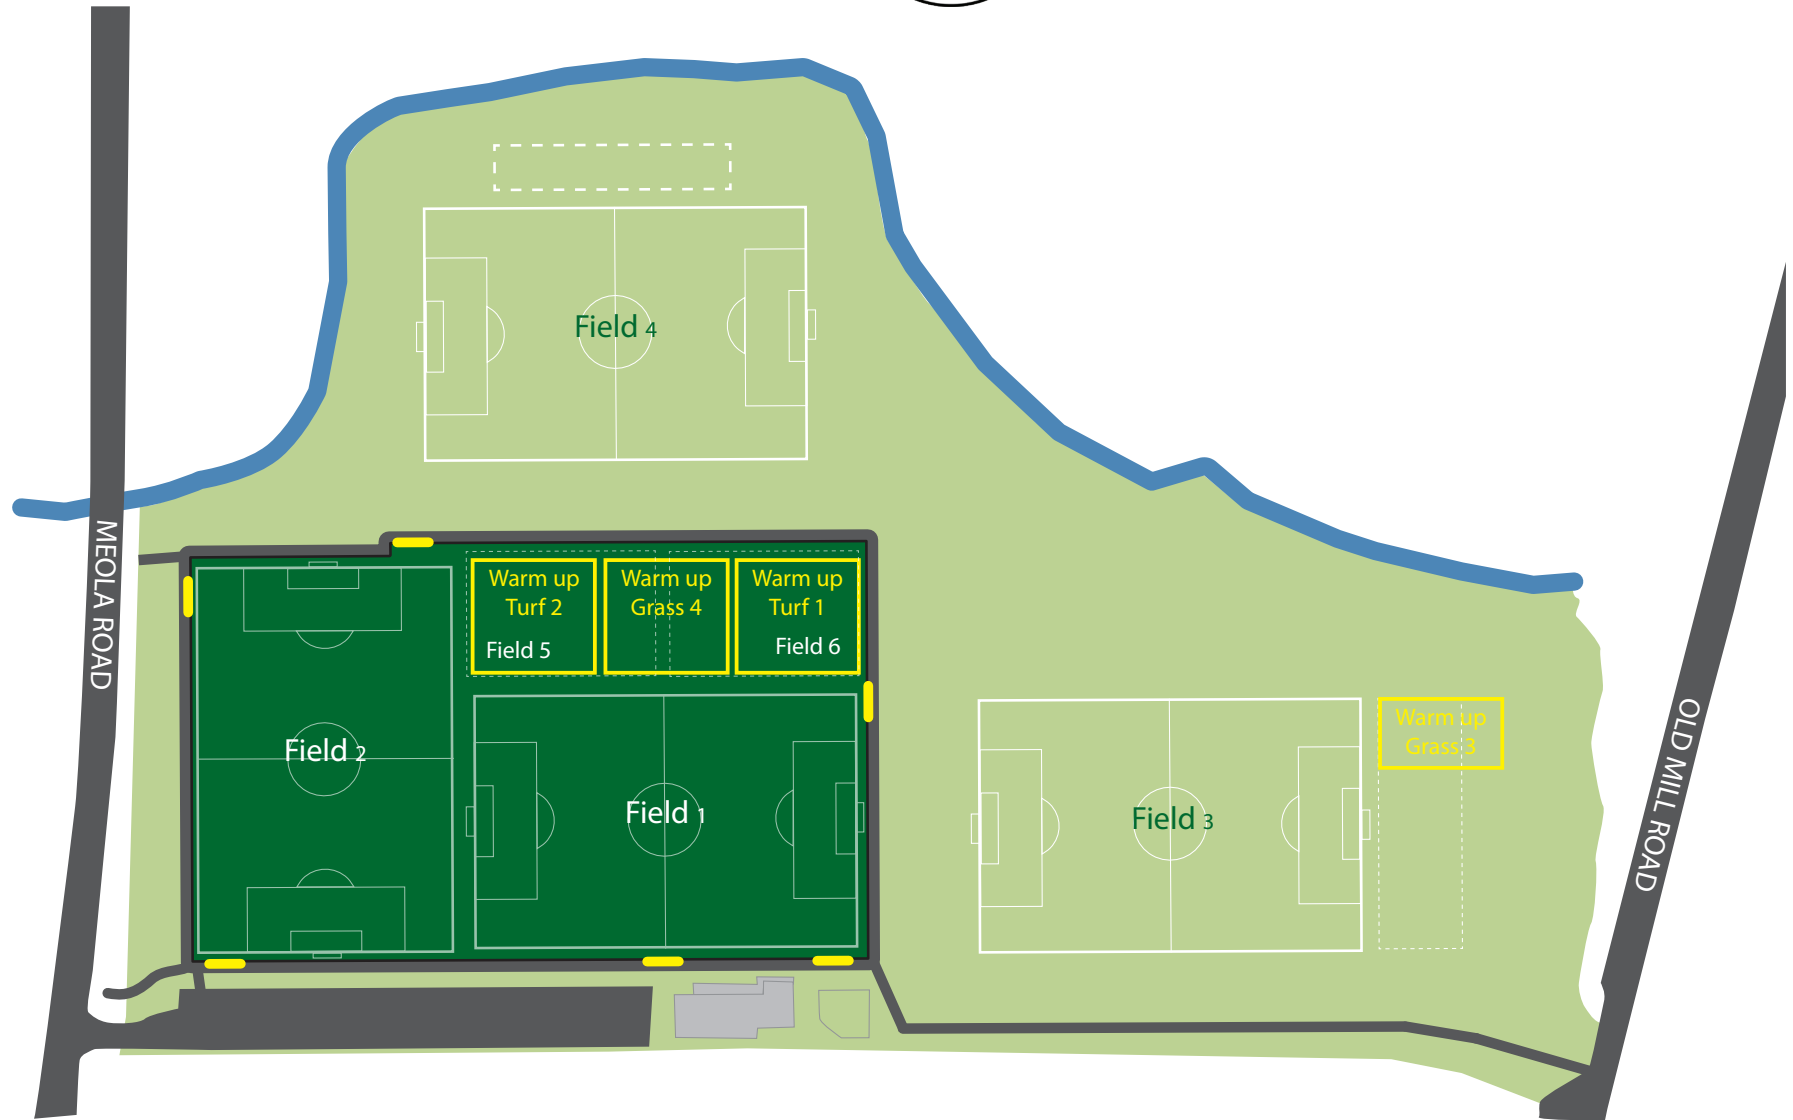 Field 4
MEOLA ROAD
Warm up
Turf 2
Field 5
Warm up
Grass 4
Warm up
Turf 1
Field 6
Field 2
Field 1
Field 3
Warm up
Grass 3
OLD MILL ROAD